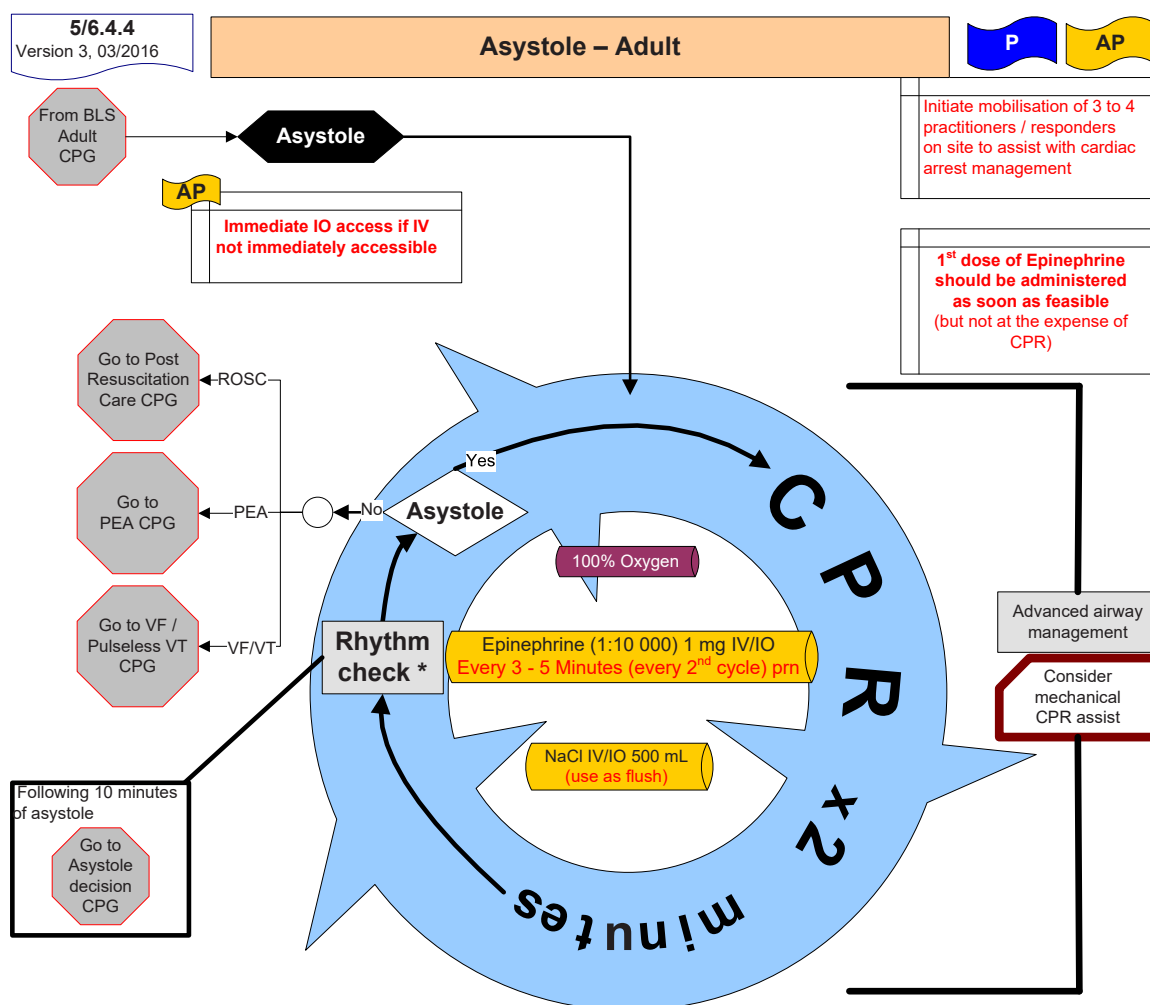 5/6.4.4
Version 3, 03/2016
Asystole – Adult
P
AP
From BLS
Adult
CPG
Asystole
Initiate mobilisation of 3 to 4
practitioners / responders
on site to assist with cardiac
arrest management
AP
Immediate IO access if IV
not immediately accessible
1st dose of Epinephrine
should be administered
as soon as feasible
(but not at the expense of
CPR)
Go to Post
Resuscitation
Care CPG
ROSC
Yes
Go to
PEA CPG
PEA
No
Asystole
100% Oxygen
Go to VF /
Pulseless VT
CPG
VF/VT
Rhythm
check *
Epinephrine (1:10 000) 1 mg IV/IO
Every 3 - 5 Minutes (every 2nd cycle) prn
NaCl IV/IO 500 mL
(use as flush)
CPR x2 minutes
Advanced airway
management
Consider
mechanical
CPR assist
Following 10 minutes
of asystole
Go to
Asystole
decision
CPG